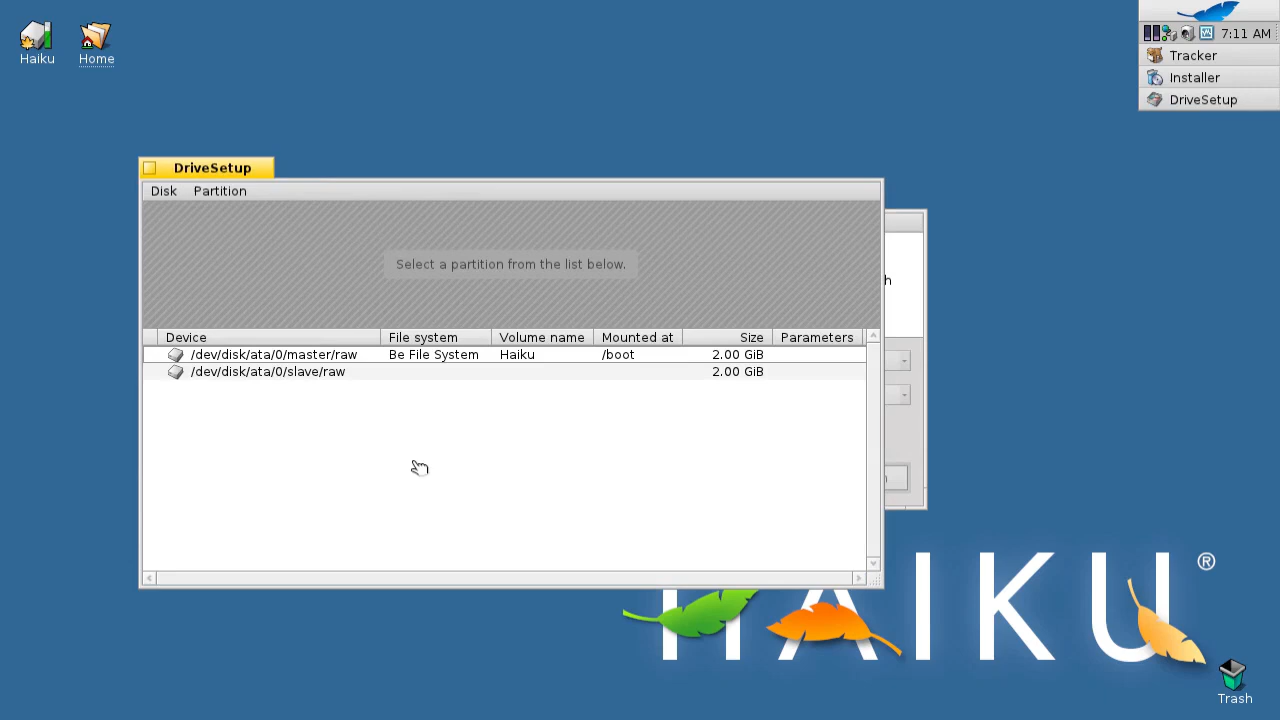 Haiku
Home
7:11 AM
Tracker
Installer
DriveSetup
DriveSetup
Disk Partition
Select a partition from the list below.
Device File system Volume name Mounted at Size Parameters
/dev/disk/ata/0/master/raw Be File System Haiku /boot 2.00 GiB
/dev/disk/ata/0/slave/raw 2.00 GiB
h
HAIKU®
Trash